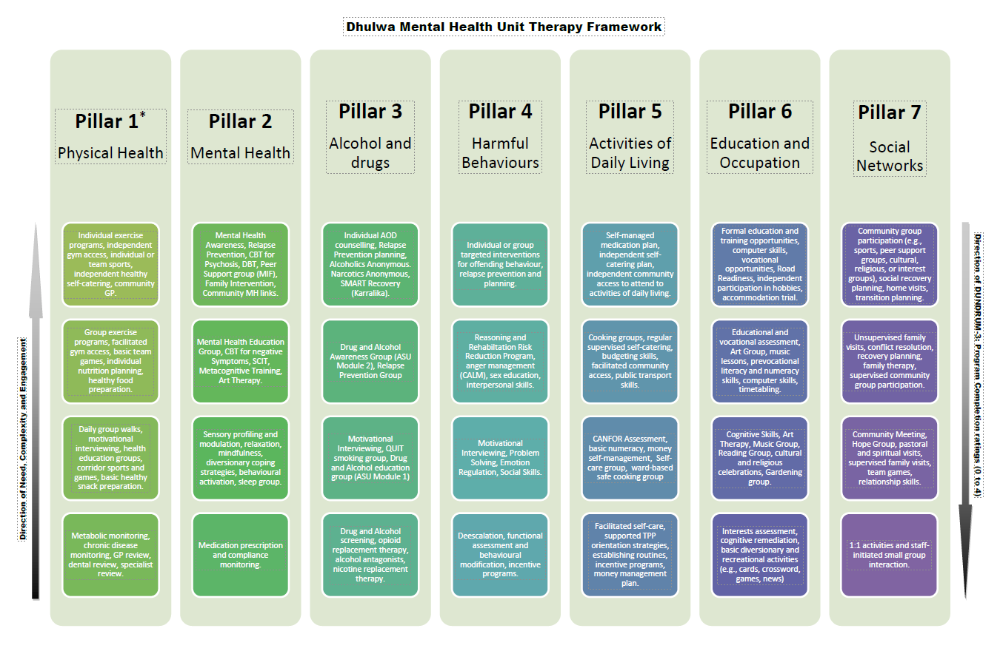 Dhulwa Mental Health Unit Therapy Framework
Pillar 1*
Physical Health
Individual exercise
programs, independent
gym access, individual or
team sports,
independent healthy
self-catering, community
GP.
Group exercise
programs, facilitated
gym access, basic team
games, individual
nutrition planning,
healthy food
preparation.
Daily group walks,
motivational
interviewing, health
education groups,
corridor sports and
games, basic healthy
snack preparation.
Metabolic monitoring,
chronic disease
monitoring, GP review,
dental review, specialist
review.
Pillar 2
Mental Health
Mental Health
Awareness, Relapse
Prevention, CBT for
Psychosis, DBT, Peer
Support group (MIF),
Family Intervention,
Community MH links.
Mental Health Education
Group, CBT for negative
Symptoms, SCIT,
Metacognitive Training,
Art Therapy.
Sensory profiling and
modulation, relaxation,
mindfulness,
diversionary coping
strategies, behavioural
activation, sleep group.
Medication prescription
and compliance
monitoring.
Pillar 3
Alcohol and
drugs
Individual AOD
counselling, Relapse
Prevention planning,
Alcoholics Anonymous.
Narcotics Anonymous,
SMART Recovery
(Karralika).
Drug and Alcohol
Awareness Group (ASU
Module 2), Relapse
Prevention Group
Motivational
Interviewing, QUIT
smoking group, Drug
and Alcohol education
group (ASU Module 1)
Drug and Alcohol
screening, opioid
replacement therapy,
alcohol antagonists,
nicotine replacement
therapy.
Pillar 4
Harmful
Behaviours
Individual or group
targeted interventions
for offending behaviour,
relapse prevention and
planning.
Reasoning and
Rehabiltation Risk
Reduction Program,
anger management
(CALM), sex education,
interpersonal skills.
Motivational
Interviewing, Problem
Solving, Emotion
Regulation, Social Skills.
Deescalation, functional
assessment and
behavioural
modification, incentive
programs.
Pillar 5
Activities of
Daily Living
Self-managed
medication plan,
independent self-
catering plan,
independent community
access to attend to
activities of daily living.
Cooking groups, regular
supervised self-catering,
budgeting skills,
facilitated community
access, public transport
skills.
CANFOR Assessment,
basic numeracy, money
self-management, Self-
care group, ward-based
safe cooking group
Facilitated self-care,
supported TPP
orientation strategies,
establishing routines,
incentive programs,
money management
plan.
Pillar 6
Education and
Occupation
Formal education and
training opportunities,
computer skills,
vocational
opportunities, Road
Readiness, independent
participation in hobbies,
accommodation trial.
Educational and
vocational assessment,
Art Group, music
lessons, prevocational
literacy and numeracy
skills, computer skills,
timetabling.
Cognitive Skills, Art
Therapy, Music Group,
Reading Group, cultural
and religious
celebrations, Gardening
group.
Interests assessment,
cognitive remediation,
basic diversionary and
recreational activities
(e.g., cards, crossword,
games, news)
Pillar 7
Social
Networks
Community group
participation (e.g.,
sports, peer support
groups, cultural,
religious, or interest
groups), social recovery
planning, home visits,
transition planning.
Unsupervised family
visits, conflict resolution,
recovery planning,
family therapy,
supervised community
group participation.
Community Meeting,
Hope Group, pastoral
and spiritual visits,
supervised family visits,
team games,
relationship skills.
1:1 activities and staff-
initiated small group
interaction.
Direction of Need, Complexity and Engagement
Direction of DUNDRUM-3: Program Completion ratings (0 to 4)